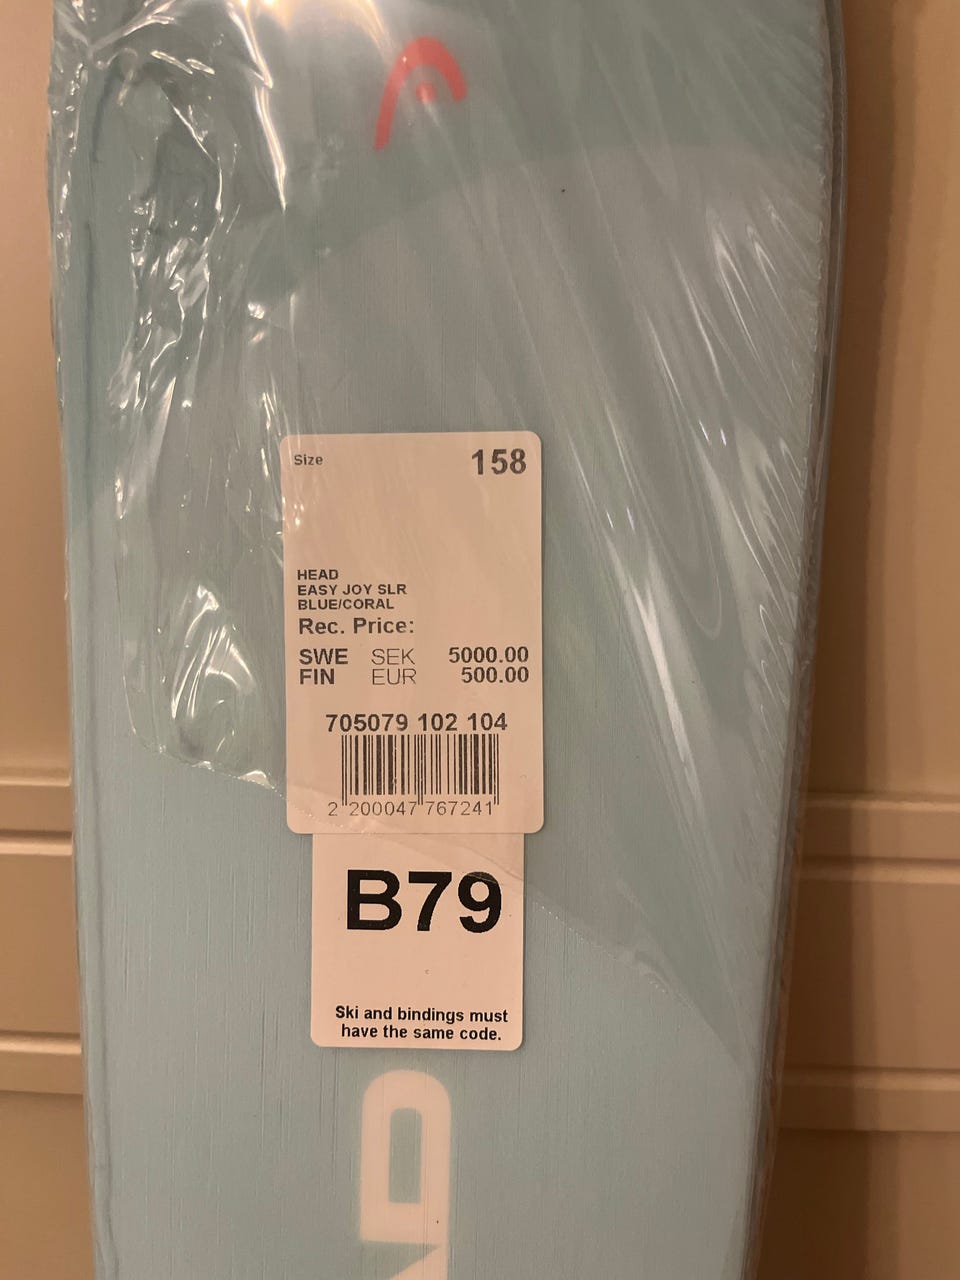 Size 158
HEAD
EASY JOY SLR
BLUE/CORAL
Rec. Price:
SWE SEK 5000.00
FIN EUR 500.00
705079 102 104
2 200047 767241
B79
Ski and bindings must
have the same code.
AD